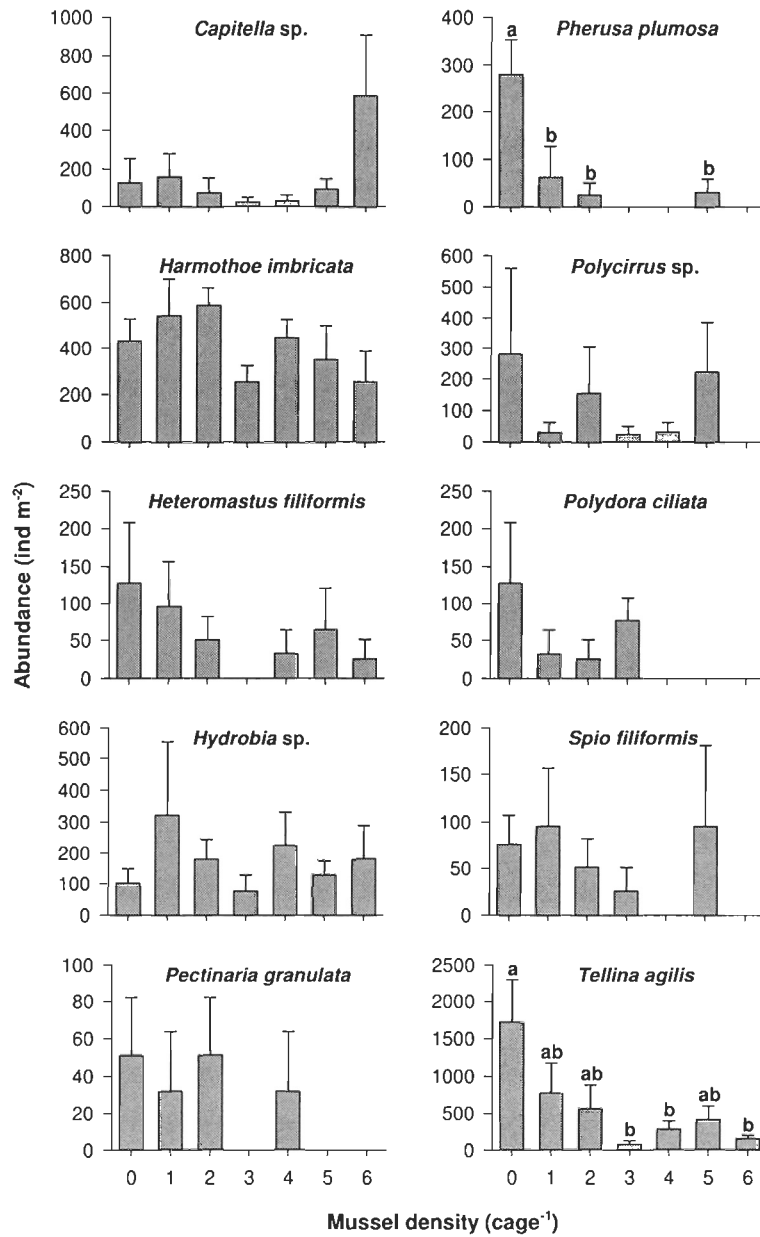 Capitella sp.
1000
800
600
400
200
0
Pherusa plumosa
400
300
200
100
0
a
b
b
b
Harmothoe imbricata
800
600
400
200
0
Polycirrus sp.
600
500
400
300
200
100
0
Heteromastus filiformis
250
200
150
100
50
0
Polydora ciliata
250
200
150
100
50
0
Hydrobia sp.
600
500
400
300
200
100
0
Spio filiformis
200
150
100
50
0
Pectinaria granulata
100
80
60
40
20
0
0 1 2 3 4 5 6
Tellina agilis
2500
2000
1500
1000
500
0
a
ab
ab
b
b
ab
b
0 1 2 3 4 5 6
Abundance (ind m-2)
Mussel density (cage-1)